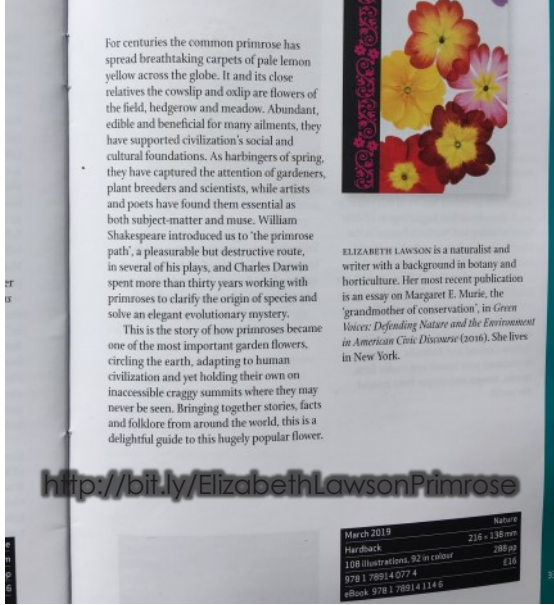 For centuries the common primrose has
spread breathtaking carpets of pale lemon
yellow across the globe. It and its close
relatives the cowslip and oxlip are flowers of
the field, hedgerow and meadow. Abundant,
edible and beneficial for many ailments, they
have supported civilization's social and
cultural foundations. As harbingers of spring,
they have captured the attention of gardeners,
plant breeders and scientists, while artists
and poets have found them essential as
both subject-matter and muse. William
Shakespeare introduced us to 'the primrose
path', a pleasurable but destructive route,
in several of his plays, and Charles Darwin
spent more than thirty years working with
primroses to clarify the origin of species and
solve an elegant evolutionary mystery.
This is the story of how primroses became
one of the most important garden flowers,
circling the earth, adapting to human
civilization and yet holding their own on
inaccessible craggy summits where they may
never be seen. Bringing together stories, facts
and folklore from around the world, this is a
delightful guide to this hugely popular flower.
ELIZABETH LAWSON is a naturalist and
writer with a background in botany and
horticulture. Her most recent publication
is an essay on Margaret E. Murie, the
'grandmother of conservation', in Green
Voices: Defending Nature and the Environment
in American Civic Discourse (2016). She lives
in New York.
http://bit.ly/ElizabethLawsonPrimrose
March 2019 Nature
Hardback 216 × 138 mm
108 illustrations, 92 in colour 288 pp
978 1 78914 077 4 £16
eBook 978 1 78914 114 6